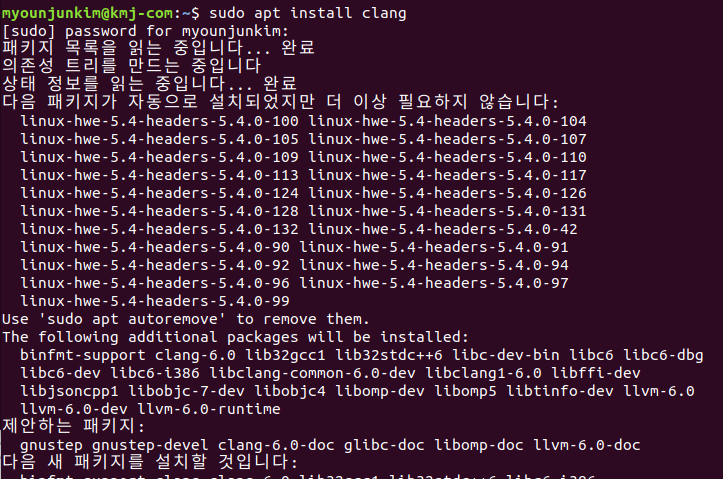 myounjunkim@kmj-com:~$ sudo apt install clang
[sudo] password for myounjunkim:
패키지 목록을 읽는 중입니다... 완료
의존성 트리를 만드는 중입니다
상태 정보를 읽는 중입니다... 완료
다음 패키지가 자동으로 설치되었지만 더 이상 필요하지 않습니다:
linux-hwe-5.4-headers-5.4.0-100 linux-hwe-5.4-headers-5.4.0-104
linux-hwe-5.4-headers-5.4.0-105 linux-hwe-5.4-headers-5.4.0-107
linux-hwe-5.4-headers-5.4.0-109 linux-hwe-5.4-headers-5.4.0-110
linux-hwe-5.4-headers-5.4.0-113 linux-hwe-5.4-headers-5.4.0-117
linux-hwe-5.4-headers-5.4.0-124 linux-hwe-5.4-headers-5.4.0-126
linux-hwe-5.4-headers-5.4.0-128 linux-hwe-5.4-headers-5.4.0-131
linux-hwe-5.4-headers-5.4.0-132 linux-hwe-5.4-headers-5.4.0-42
linux-hwe-5.4-headers-5.4.0-90 linux-hwe-5.4-headers-5.4.0-91
linux-hwe-5.4-headers-5.4.0-92 linux-hwe-5.4-headers-5.4.0-94
linux-hwe-5.4-headers-5.4.0-96 linux-hwe-5.4-headers-5.4.0-97
linux-hwe-5.4-headers-5.4.0-99
Use 'sudo apt autoremove' to remove them.
The following additional packages will be installed:
binfmt-support clang-6.0 lib32gcc1 lib32stdc++6 libc-dev-bin libc6 libc6-dbg
libc6-dev libc6-i386 libclang-common-6.0-dev libclang1-6.0 libffi-dev
libjsoncpp1 libobjc-7-dev libobjc4 libomp-dev libomp5 libtinfo-dev llvm-6.0
llvm-6.0-dev llvm-6.0-runtime
제안하는 패키지:
gnustep gnustep-devel clang-6.0-doc glibc-doc libomp-doc llvm-6.0-doc
다음 새 패키지를 설치할 것입니다:
binfmt-support clang clang-6.0 lib32gcc1 lib32stdc++6 libc6-i386